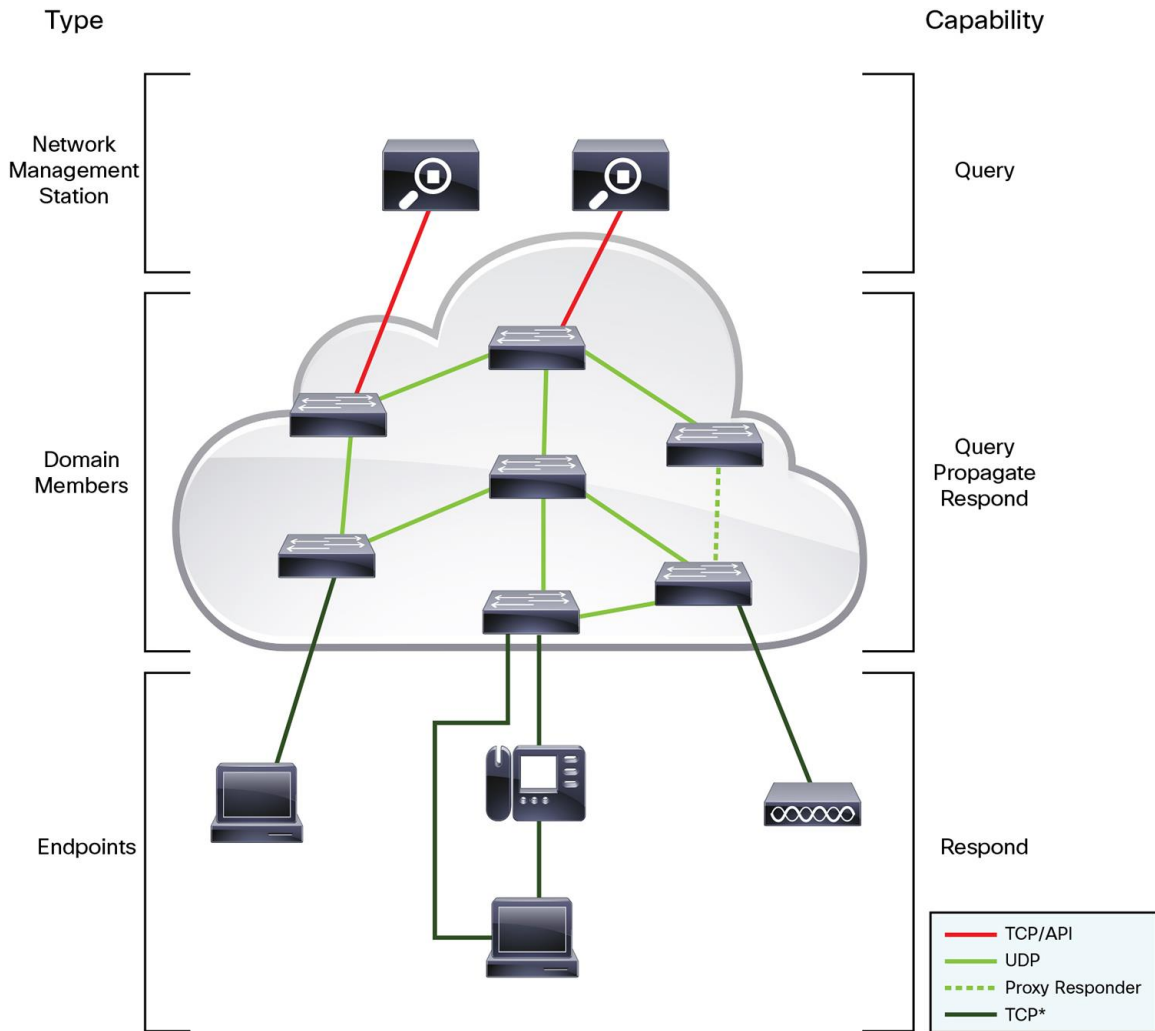 Type
Capability
Network
Management
Station
Query
Domain
Members
Query
Propagate
Respond
Endpoints
Respond
TCP/API
UDP
Proxy Responder
TCP*